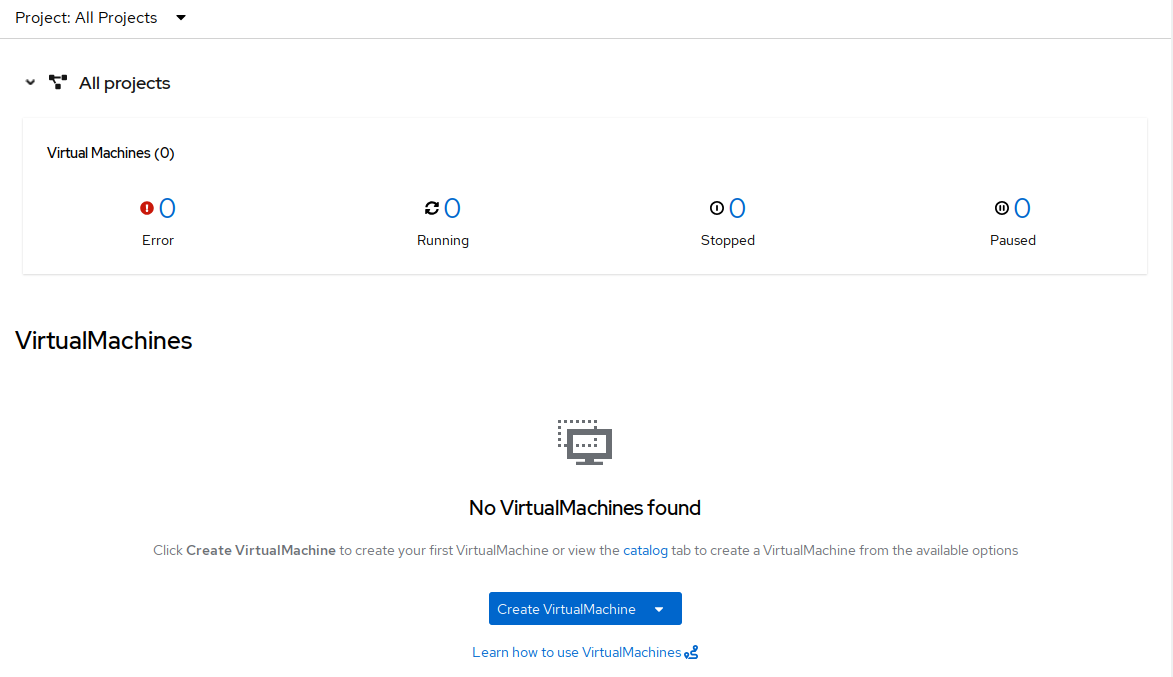 Project: All Projects
All projects
Virtual Machines (0)
0 0 0 0
Error Running Stopped Paused
VirtualMachines
No VirtualMachines found
Click Create VirtualMachine to create your first VirtualMachine or view the catalog tab to create a VirtualMachine from the available options
Create VirtualMachine
Learn how to use VirtualMachines